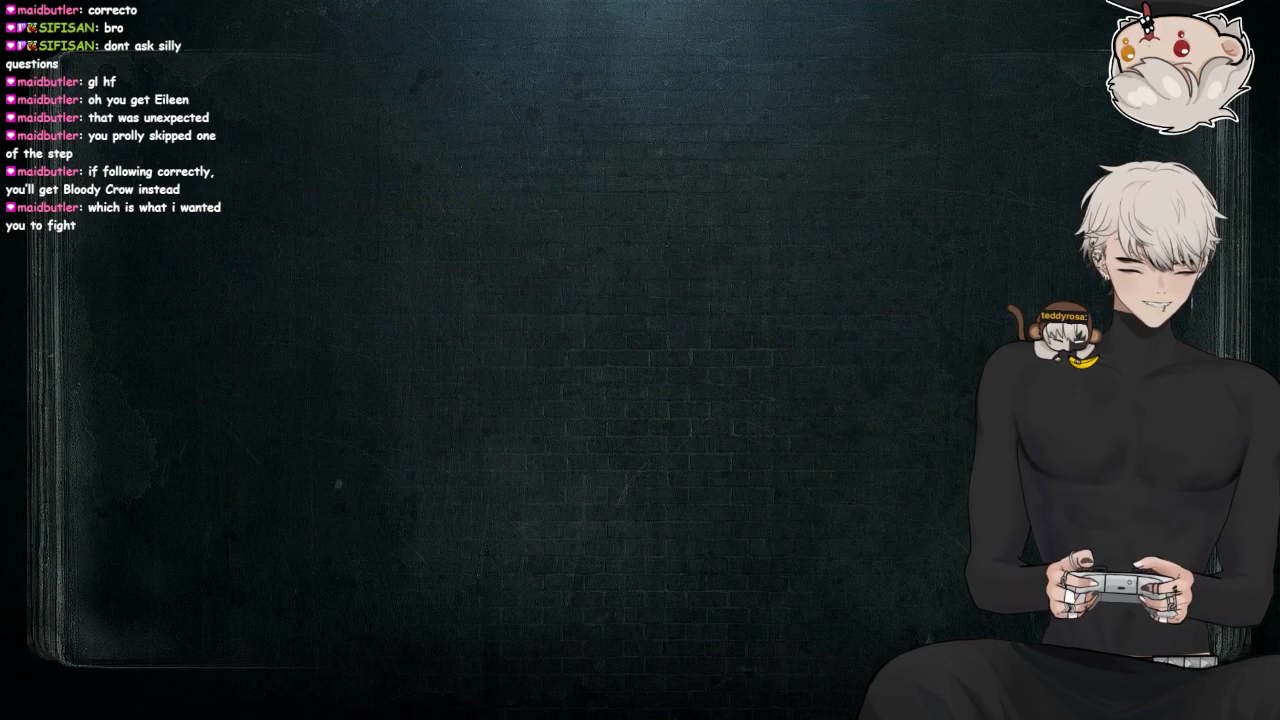 maidbutler: correcto
SIFISAN: bro
SIFISAN: dont ask silly
questions
maidbutler: gl hf
maidbutler: oh you get Eileen
maidbutler: that was unexpected
maidbutler: you prolly skipped one
of the step
maidbutler: if following correctly,
you'll get Bloody Crow instead
maidbutler: which is what i wanted
you to fight
teddyrosa: